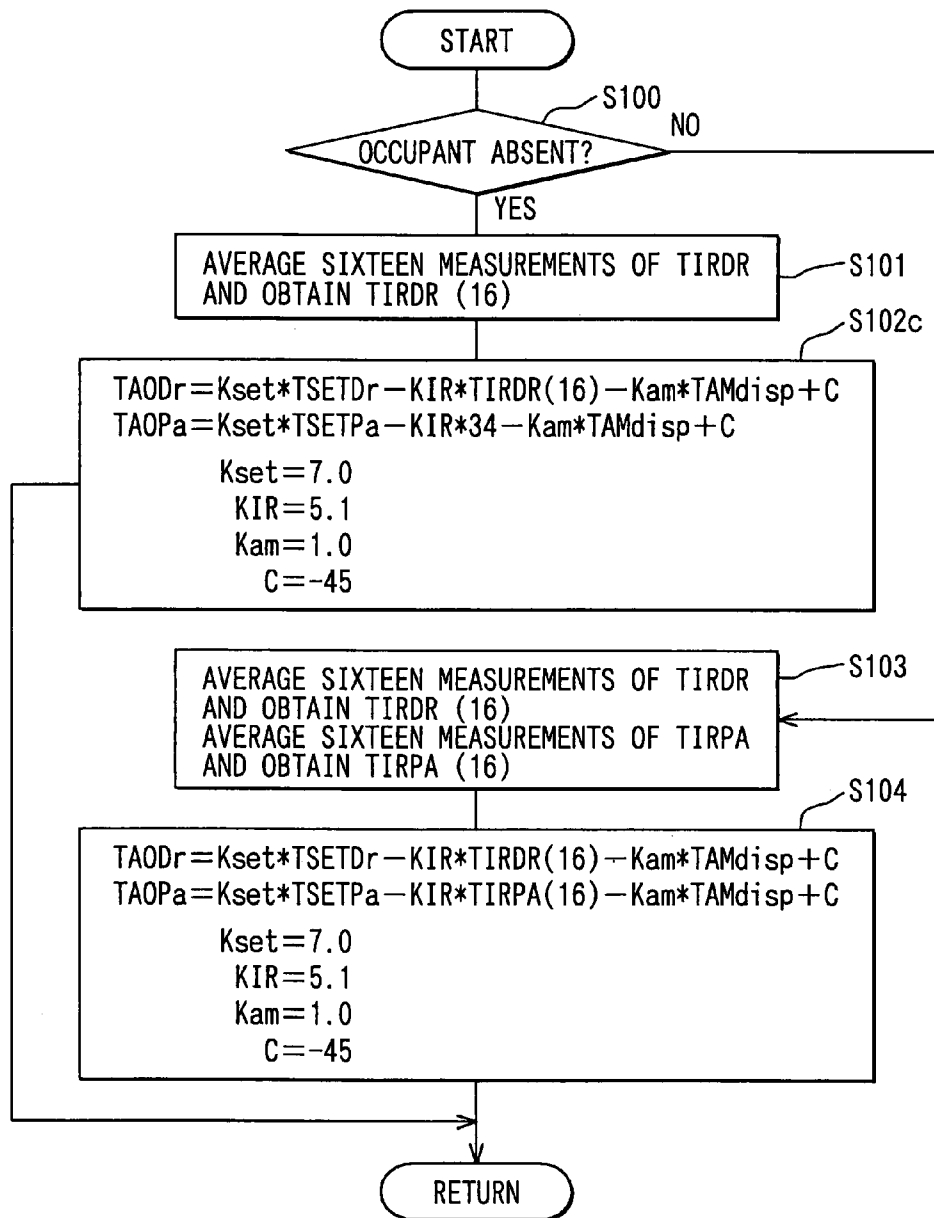 START
S100
NO
OCCUPANT ABSENT?
YES
AVERAGE SIXTEEN MEASUREMENTS OF TIRDR
AND OBTAIN TIRDR (16)
S101
S102c
TAODr=Kset*TSETDr-KIR*TIRDR(16)-Kam*TAMdisp+C
TAOPa=Kset*TSETPa-KIR*34-Kam*TAMdisp+C
Kset=7.0
KIR=5.1
Kam=1.0
C=-45
S103
AVERAGE SIXTEEN MEASUREMENTS OF TIRDR
AND OBTAIN TIRDR (16)
AVERAGE SIXTEEN MEASUREMENTS OF TIRPA
AND OBTAIN TIRPA (16)
S104
TAODr=Kset*TSETDr-KIR*TIRDR(16)-Kam*TAMdisp+C
TAOPa=Kset*TSETPa-KIR*TIRPA(16)-Kam*TAMdisp+C
Kset=7.0
KIR=5.1
Kam=1.0
C=-45
RETURN